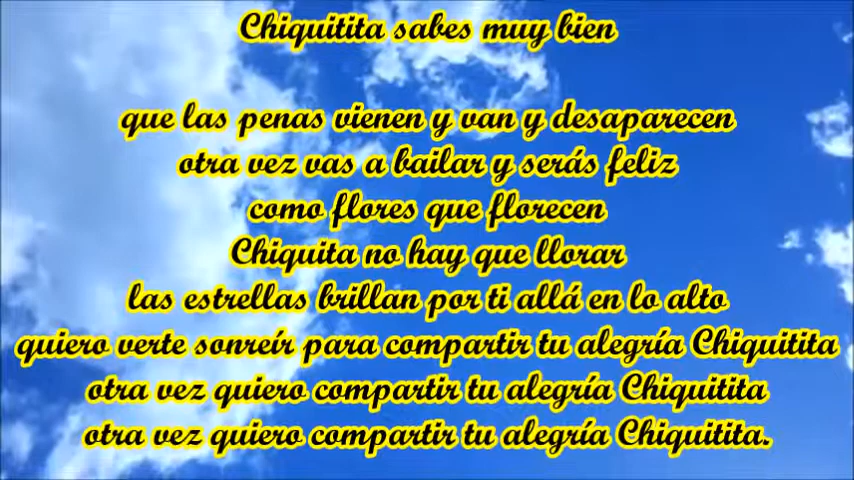 Chiquitita sabes muy bien
que las penas vienen y van y desaparecen
otra vez vas a bailar y serás feliz
como flores que florecen
Chiquita no hay que llorar
las estrellas brillan por ti allá en lo alto
quiero verte sonreír para compartir tu alegría Chiquitita
otra vez quiero compartir tu alegría Chiquitita
otra vez quiero compartir tu alegría Chiquitita.